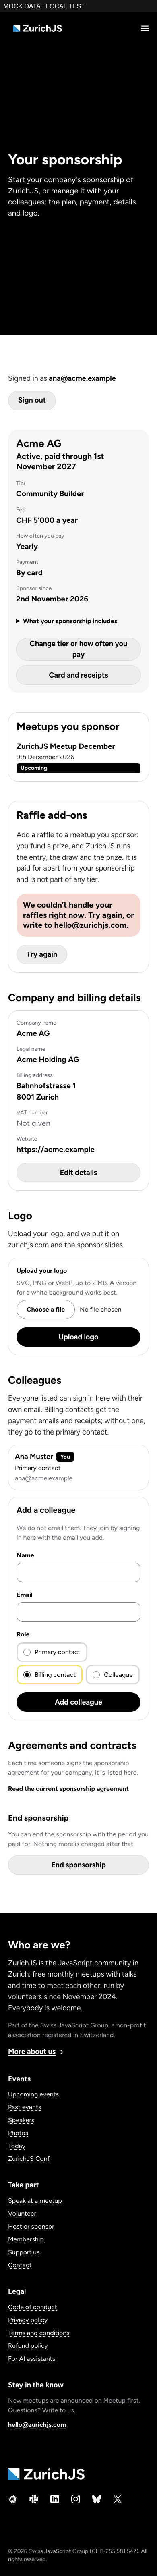 MOCK DATA · LOCAL TEST
ZurichJS
Your sponsorship
Start your company's sponsorship of
ZurichJS, or manage it with your
colleagues: the plan, payment, details
and logo.
Signed in as ana@acme.example
Sign out
Acme AG
Active, paid through 1st
November 2027
Tier
Community Builder
Fee
CHF 5'000 a year
How often you pay
Yearly
Payment
By card
Sponsor since
2nd November 2026
What your sponsorship includes
Change tier or how often you
pay
Card and receipts
Meetups you sponsor
ZurichJS Meetup December
9th December 2026
Upcoming
Raffle add-ons
Add a raffle to a meetup you sponsor:
you fund a prize, and ZurichJS runs
the entry, the draw and the prize. It is
paid for apart from your sponsorship
and is not part of any tier.
We couldn't handle your
raffles right now. Try again, or
write to hello@zurichjs.com.
Try again
Company and billing details
Company name
Acme AG
Legal name
Acme Holding AG
Billing address
Bahnhofstrasse 1
8001 Zurich
VAT number
Not given
Website
https://acme.example
Edit details
Logo
Upload your logo, and we put it on
zurichjs.com and the sponsor slides.
Upload your logo
SVG, PNG or WebP, up to 2 MB. A version
for a white background works best.
Choose a file No file chosen
Upload logo
Colleagues
Everyone listed can sign in here with their
own email. Billing contacts get the
payment emails and receipts; without one,
they go to the primary contact.
Ana Muster You
Primary contact
ana@acme.example
Add a colleague
We do not email them. They join by signing
in here with the email you add.
Name
Email
Role
Primary contact
Billing contact Colleague
Add colleague
Agreements and contracts
Each time someone signs the sponsorship
agreement for your company, it is listed here.
Read the current sponsorship agreement
End sponsorship
You can end the sponsorship with the period you
paid for. Nothing more is charged after that.
End sponsorship
Who are we?
ZurichJS is the JavaScript community in
Zurich: free monthly meetups with talks
and time to meet each other, run by
volunteers since November 2024.
Everybody is welcome.
Part of the Swiss JavaScript Group, a non-profit
association registered in Switzerland.
More about us
Events
Upcoming events
Past events
Speakers
Photos
Today
ZurichJS Conf
Take part
Speak at a meetup
Volunteer
Host or sponsor
Membership
Support us
Contact
Legal
Code of conduct
Privacy policy
Terms and conditions
Refund policy
For AI assistants
Stay in the know
New meetups are announced on Meetup first.
Questions? Write to us.
hello@zurichjs.com
ZurichJS
© 2026 Swiss JavaScript Group (CHE-255.581.547). All
rights reserved.